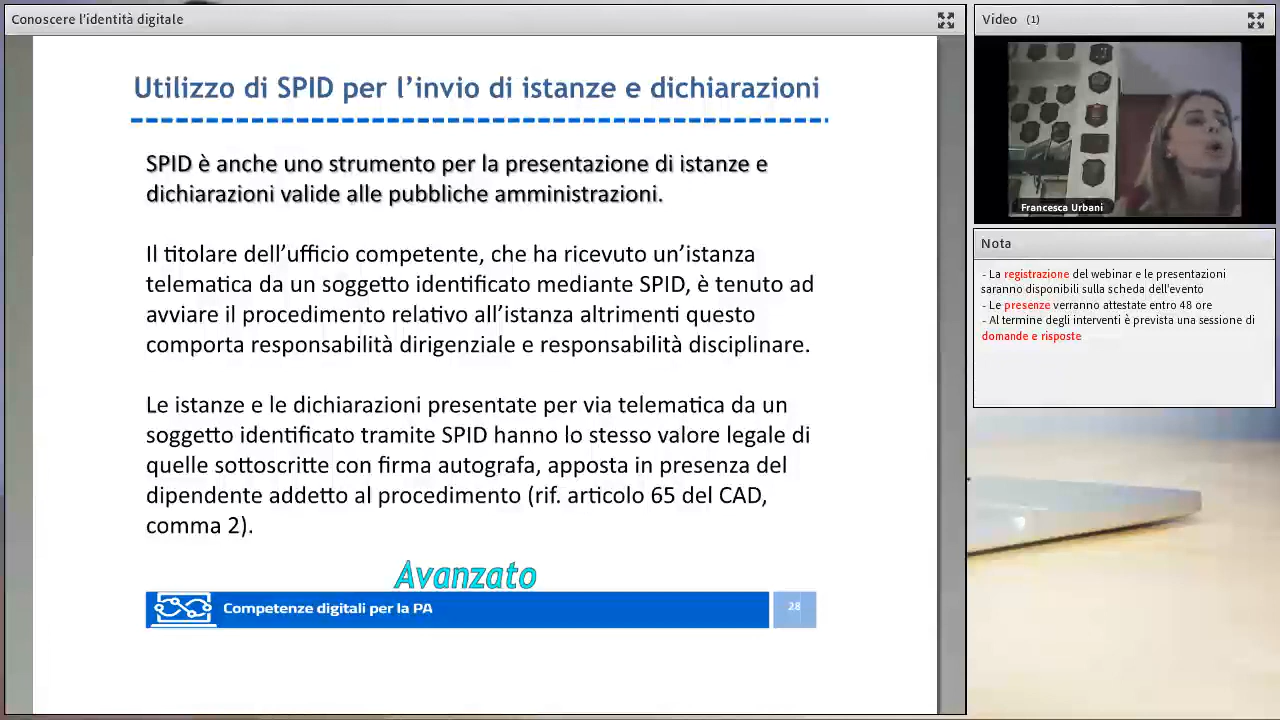 Conoscere l'identità digitale
Utilizzo di SPID per l'invio di istanze e dichiarazioni
SPID è anche uno strumento per la presentazione di istanze e
dichiarazioni valide alle pubbliche amministrazioni.
Il titolare dell'ufficio competente, che ha ricevuto un'istanza
telematica da un soggetto identificato mediante SPID, è tenuto ad
avviare il procedimento relativo all'istanza altrimenti questo
comporta responsabilità dirigenziale e responsabilità disciplinare.
Le istanze e le dichiarazioni presentate per via telematica da un
soggetto identificato tramite SPID hanno lo stesso valore legale di
quelle sottoscritte con firma autografa, apposta in presenza del
dipendente addetto al procedimento (rif. articolo 65 del CAD,
comma 2).
Avanzato
Competenze digitali per la PA
28
Video (1)
Francesca Urbani
Nota
- La registrazione del webinar e le presentazioni
saranno disponibili sulla scheda dell'evento
- Le presenze verranno attestate entro 48 ore
- Al termine degli interventi è prevista una sessione di
domande e risposte